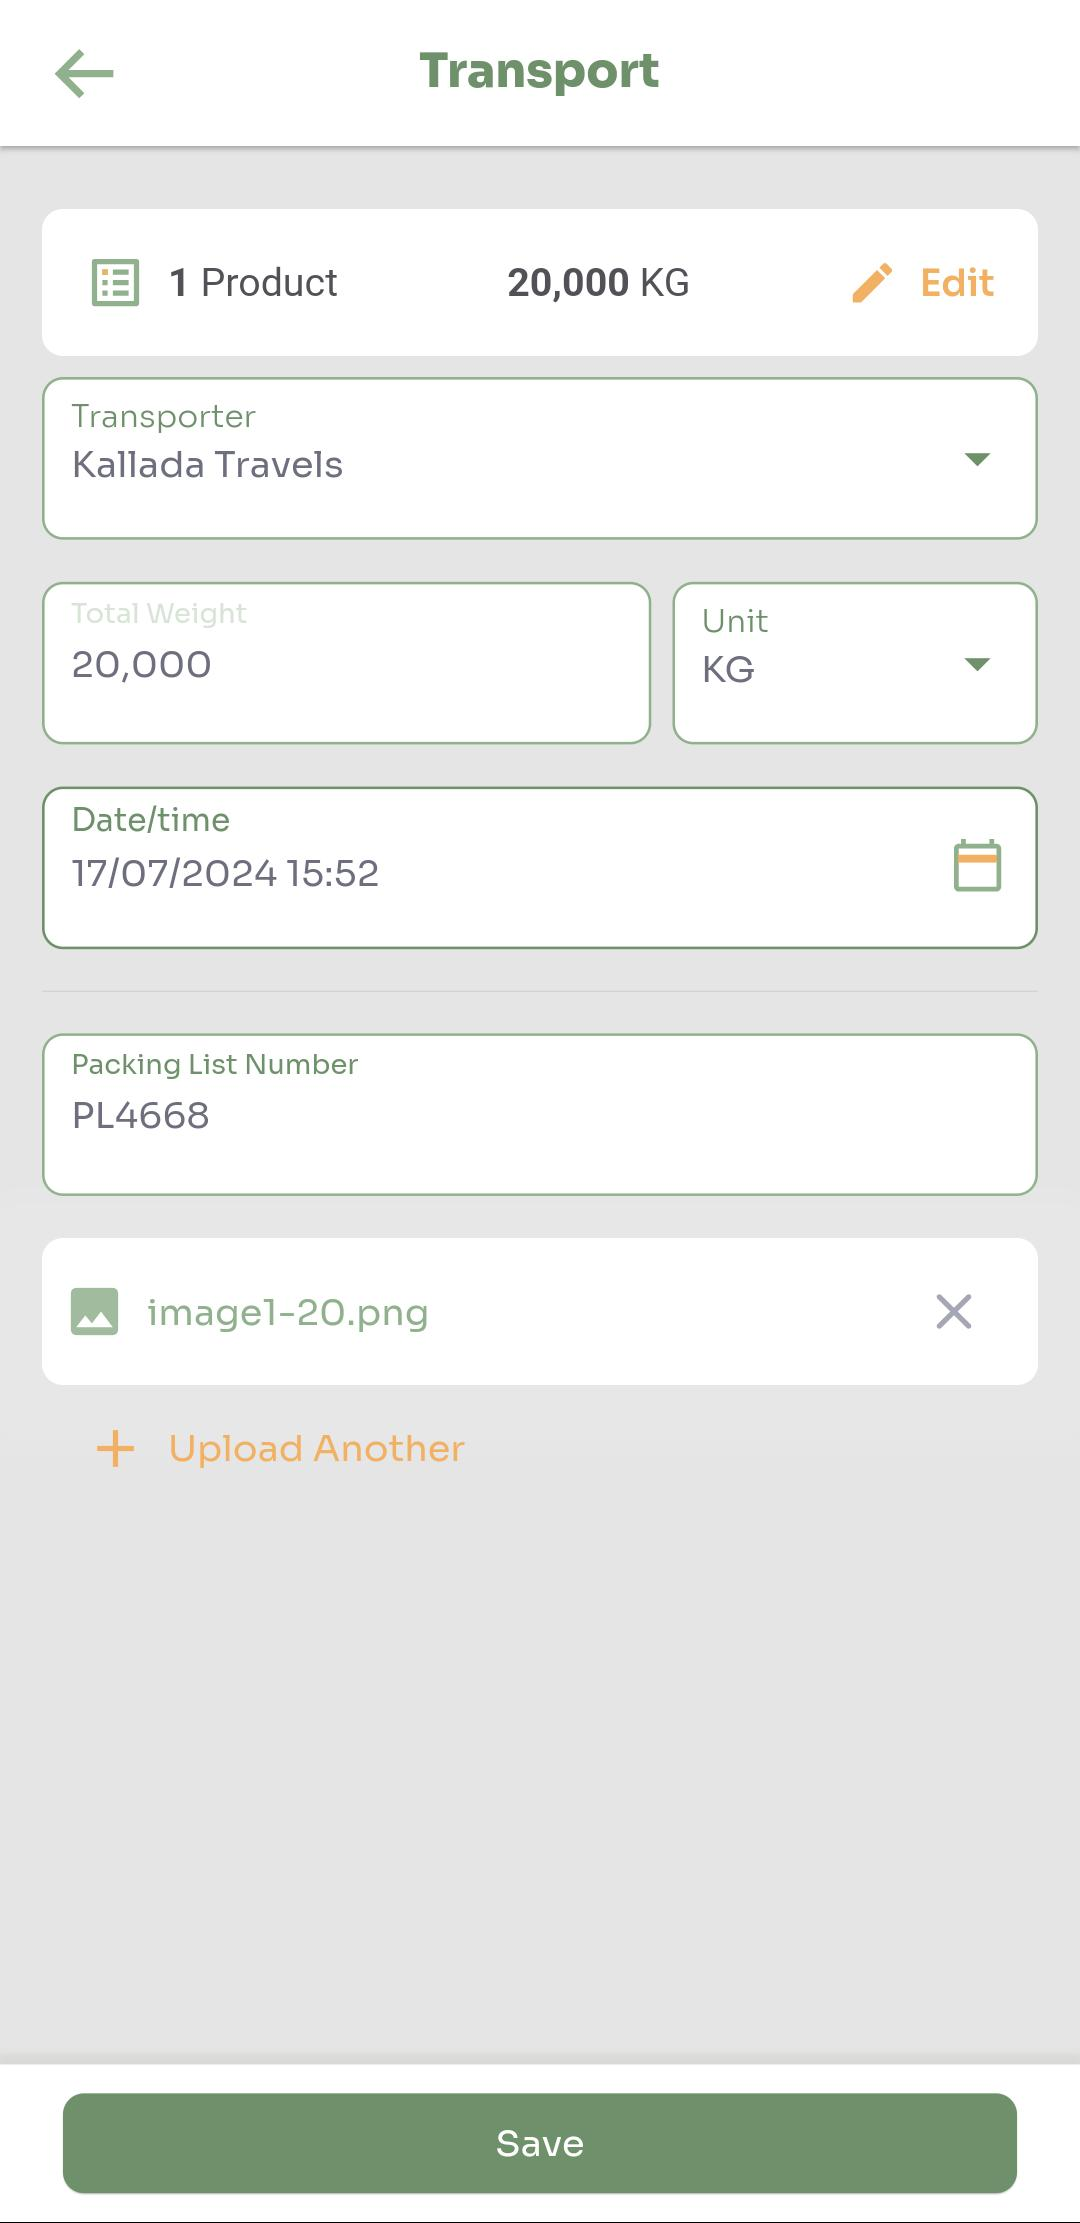 Transport
1 Product 20,000 KG Edit
Transporter
Kallada Travels
Total Weight
20,000
Unit
KG
Date/time
17/07/2024 15:52
Packing List Number
PL4668
image1-20.png
Upload Another
Save